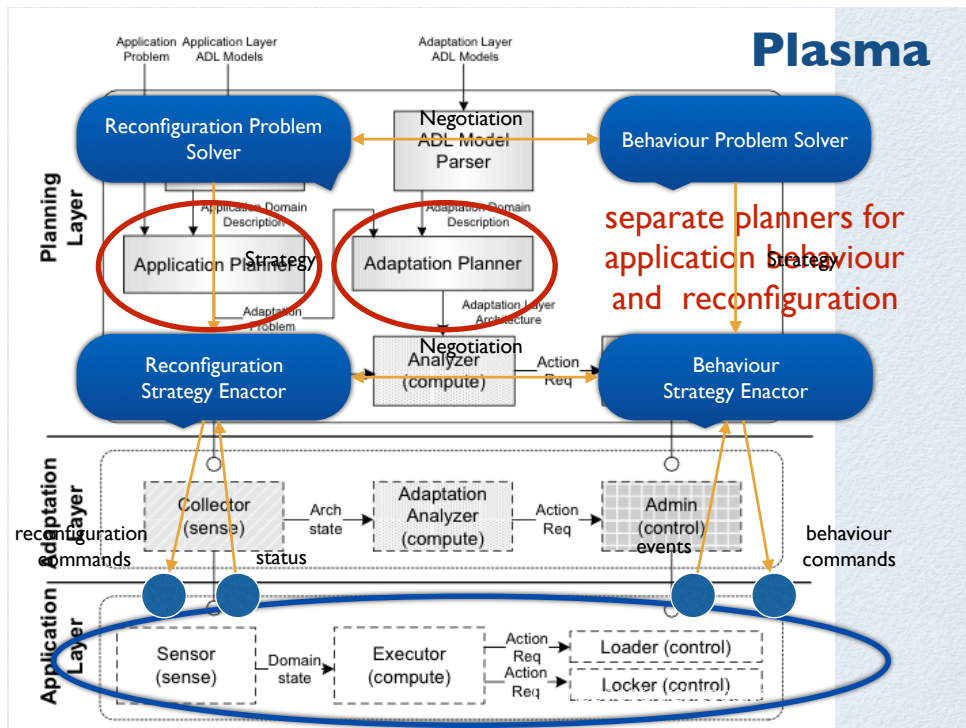 Plasma
Application
Problem
Application Layer
ADL Models
Adaptation Layer
ADL Models
Reconfiguration Problem
Solver
Negotiation
ADL Model
Parser
Behaviour Problem Solver
Planning
Layer
Application Domain
Description
Adaptation Domain
Description
separate planners for
application behaviour
and reconfiguration
Application Planner
Strategy
Adaptation Planner
Strategy
Adaptation
Problem
Adaptation Layer
Architecture
Reconfiguration
Strategy Enactor
Negotiation
Analyzer
(compute)
Action
Req
Behaviour
Strategy Enactor
Adaptation
Layer
Collector
(sense)
Arch
state
Adaptation
Analyzer
(compute)
Action
Req
Admin
(control)
events
reconfiguration
commands
status
behaviour
commands
Application
Layer
Sensor
(sense)
Domain
state
Executor
(compute)
Action
Req
Loader (control)
Action
Req
Locker (control)